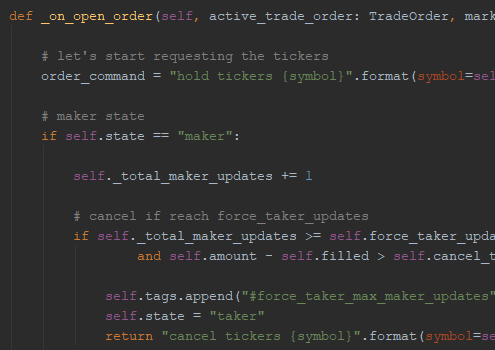 def _on_open_order(self, active_trade_order: TradeOrder, mark
# let's start requesting the tickers
order_command = "hold tickers {symbol}".format(symbol=sel
# maker state
if self.state == "maker":
self._total_maker_updates += 1
# cancel if reach force_taker_updates
if self._total_maker_updates >= self.force_taker_upda
and self.amount - self.filled > self.cancel_t
self.tags.append("#force_taker_max_maker_updates"
self.state = "taker"
return "cancel tickers {symbol}".format(symbol=se